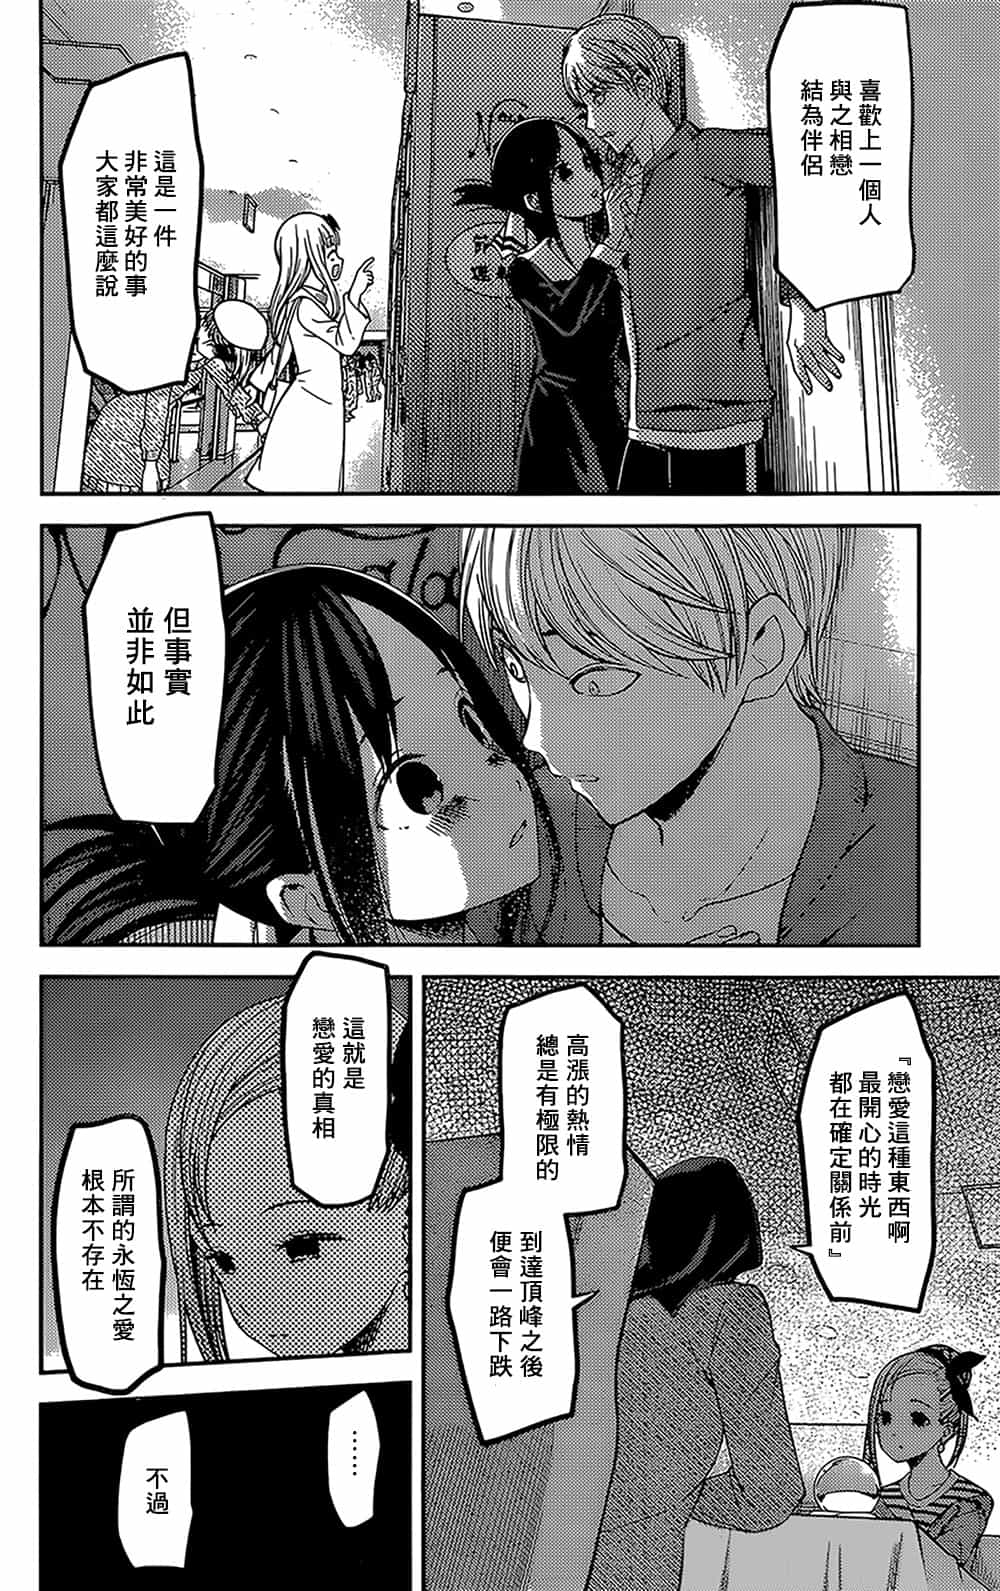 喜歡上一個人
與之相戀
結為伴侶
這是一件
非常美好的事
大家都這麼說
但事實
並非如此
『戀愛這種東西啊
最開心的時光
都在確定關係前』
高漲的熱情
總是有極限的
到達頂峰之後
便會一路下跌
這就是
戀愛的真相
所謂的永恆之愛
根本不存在
……
不過